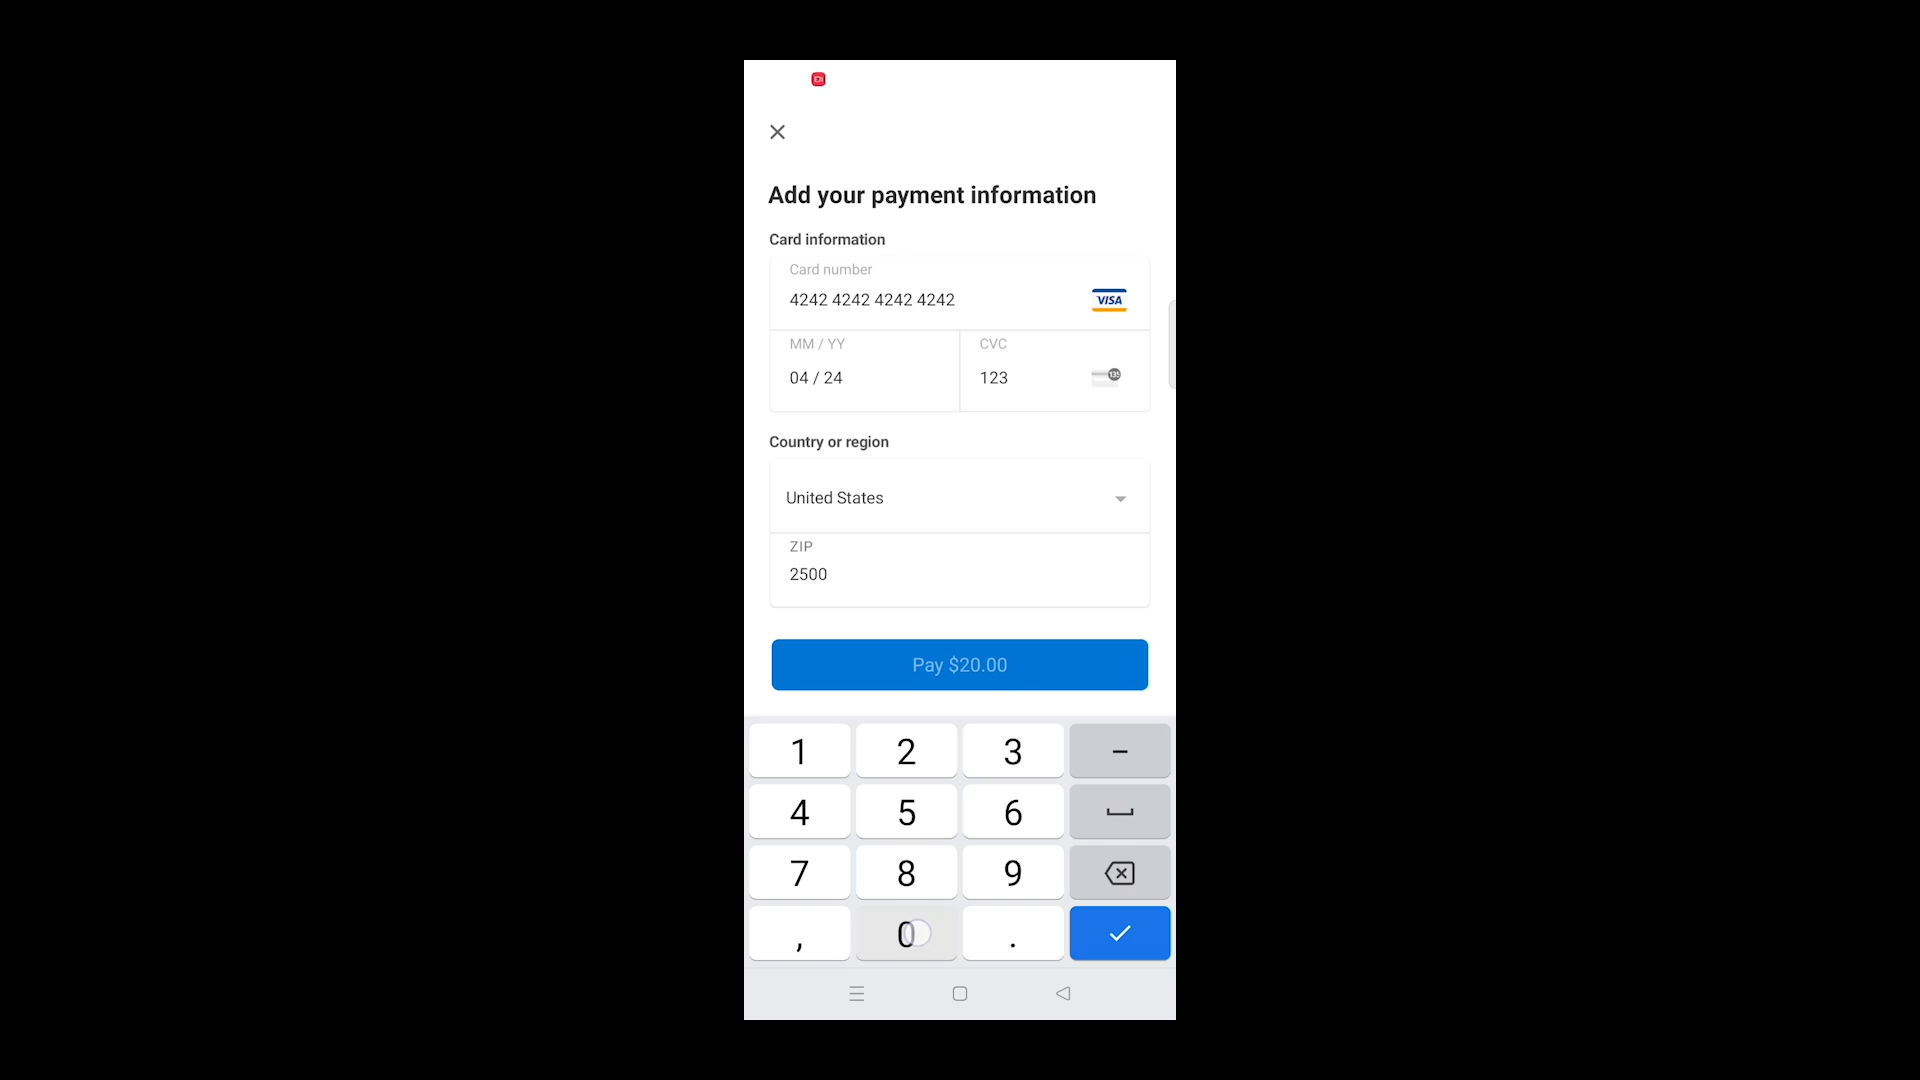 Add your payment information
Card information
Card number
4242 4242 4242 4242
VISA
MM / YY
CVC
04 / 24
123
Country or region
United States
ZIP
2500
Pay $20.00
1 2 3 –
4 5 6
7 8 9
, 0 .